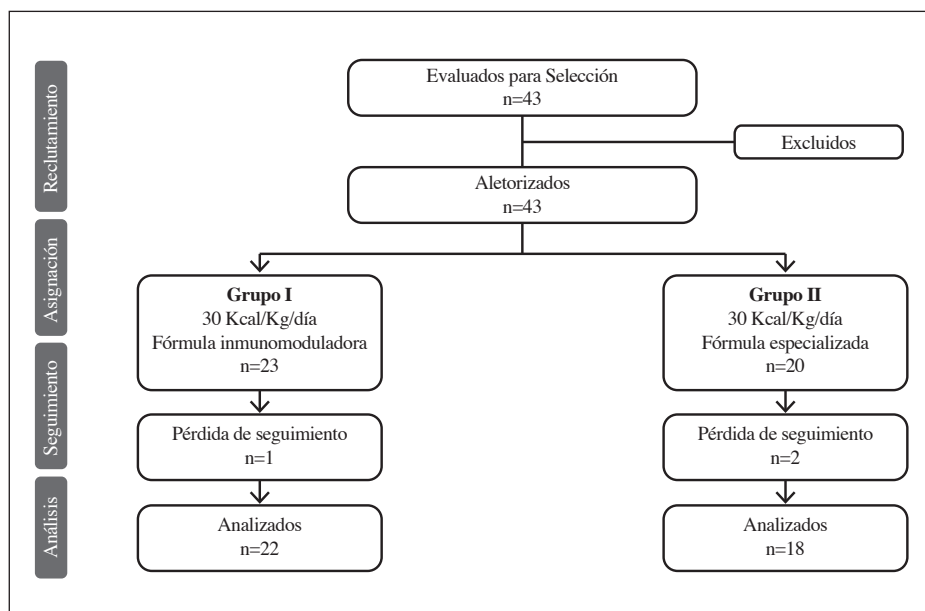 Reclutamiento
Evaluados para Selección
n=43
Excluidos
Aletorizados
n=43
Asignación
Grupo I
30 Kcal/Kg/día
Fórmula inmunomoduladora
n=23
Grupo II
30 Kcal/Kg/día
Fórmula especializada
n=20
Seguimiento
Pérdida de seguimiento
n=1
Pérdida de seguimiento
n=2
Análisis
Analizados
n=22
Analizados
n=18